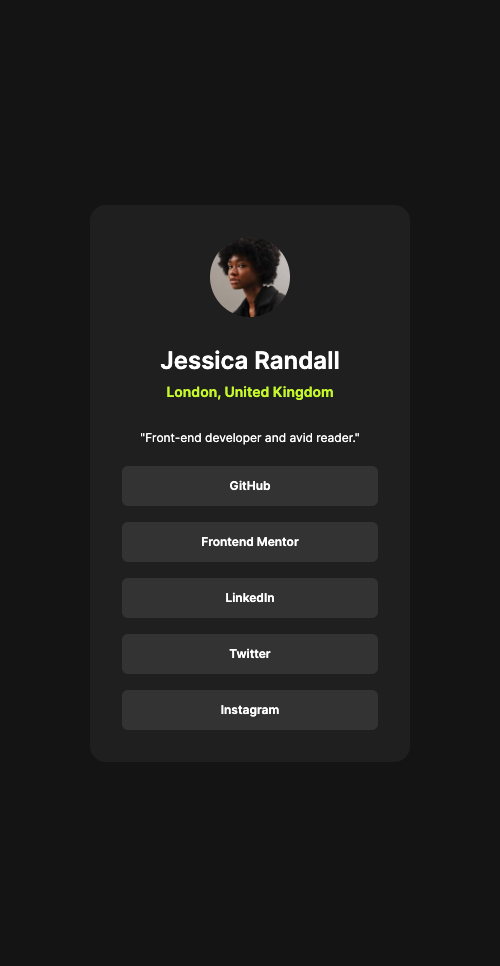 Jessica Randall
London, United Kingdom
"Front-end developer and avid reader."
GitHub
Frontend Mentor
LinkedIn
Twitter
Instagram